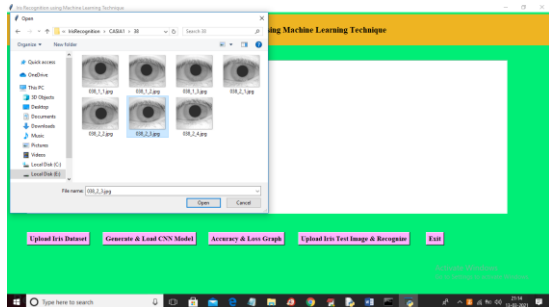 Iris Recognition using Machine Learning Technique
Open
IrisRecognition › CASIA1 › 38
Search 38
Organize
New folder
Quick access
OneDrive
This PC
3D Objects
Desktop
Documents
Downloads
Music
Pictures
Videos
Local Disk (C:)
Local Disk (E:)
038_1_1.jpg
038_1_2.jpg
038_1_3.jpg
038_2_1.jpg
038_2_2.jpg
038_2_3.jpg
038_2_4.jpg
File name: 038_2_3.jpg
Open
Cancel
ing Machine Learning Technique
Upload Iris Dataset
Generate & Load CNN Model
Accuracy & Loss Graph
Upload Iris Test Image & Recognize
Exit
Type here to search
21:14